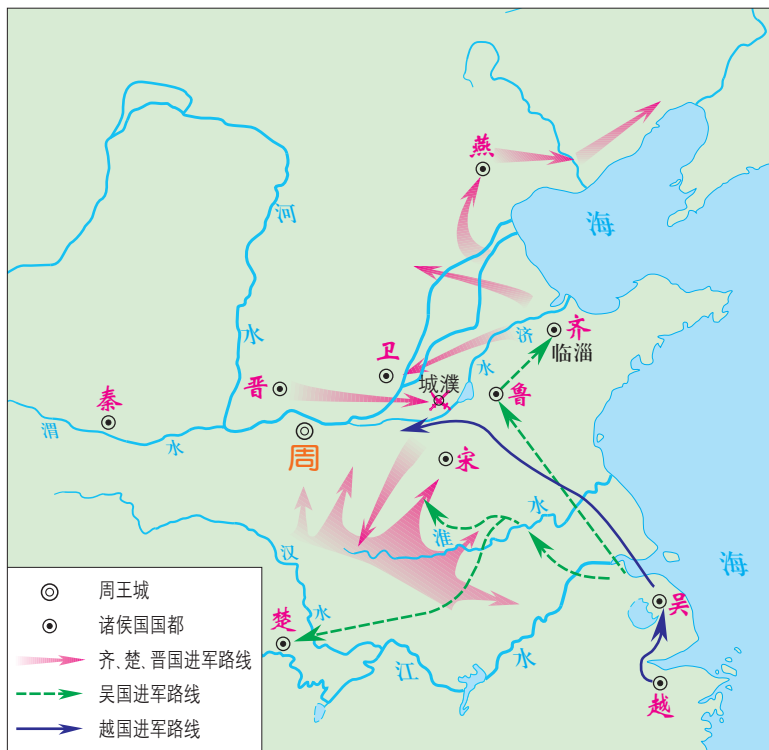 燕
海
河
水
齐
临淄
济
水
卫
城濮
晋
鲁
秦
渭
水
周
宋
水
淮
汉
水
楚
江
水
吴
越
海
周王城
诸侯国国都
齐、楚、晋国进军路线
吴国进军路线
越国进军路线